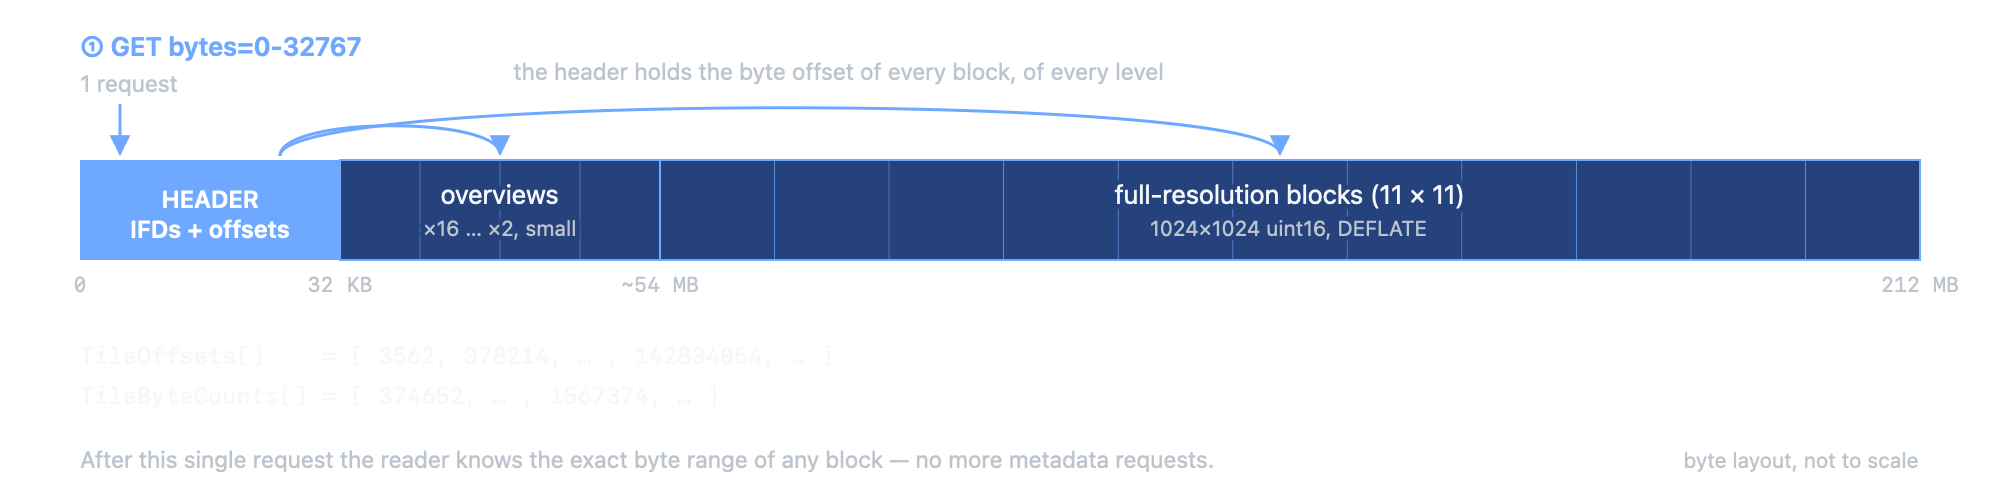 ① GET bytes=0-32767
1 request
the header holds the byte offset of every block, of every level
HEADER
IFDs + offsets
overviews
×16 … ×2, small
full-resolution blocks (11 × 11)
1024×1024 uint16, DEFLATE
0
32 KB
~54 MB
212 MB
TileOffsets[]    = [ 3562, 378214, … , 142834054, … ]
TileByteCounts[] = [ 374652, … , 1567374, … ]
After this single request the reader knows the exact byte range of any block — no more metadata requests.
byte layout, not to scale